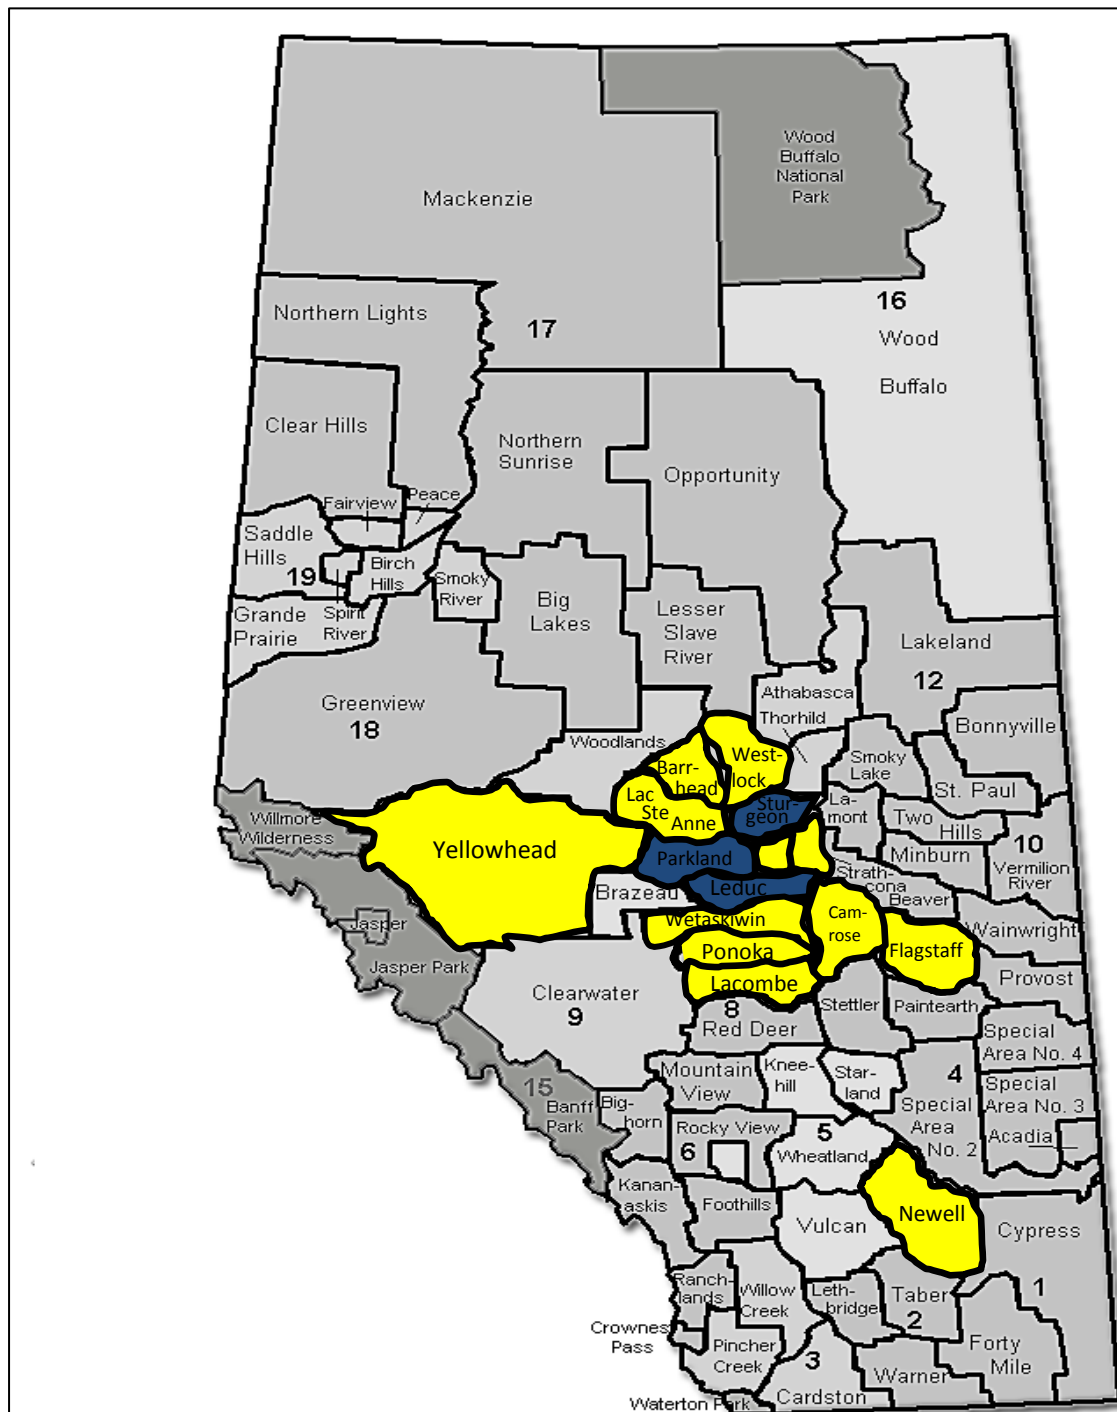 Wood
Buffalo
National
Park
Mackenzie
16
Northern Lights
17
Wood
Buffalo
Clear Hills
Northern
Sunrise
Opportunity
Peace
Fairview
Saddle
Hills
19
Birch
Hills
Smoky
River
Big
Lakes
Lesser
Slave
River
Grande
Prairie
Spirit
River
Lakeland
12
Athabasca
Greenview
18
Thorhild
Bonnyville
Woodlands
West-
lock
Barr-
head
Smoky
Lake
St. Paul
Lac
Ste
Anne
Stur-
geon
La-
mont
Two
Hills
Willmore
Wilderness
10
Yellowhead
Parkland
Minburn
Vermilion
River
Strath-
cona
Brazeau
Leduc
Beaver
Jasper
Wetaskiwin
Cam-
rose
Wainwright
Flagstaff
Jasper Park
Ponoka
Provost
Clearwater
9
Lacombe
8
Red Deer
Stettler
Paintearth
Special
Area No. 4
Mountain
View
Knee-
hill
Star-
land
4
Special
Area No. 3
15
Banff
Park
Big-
horn
Special
Area
No. 2
Rocky View
6
5
Wheatland
Acadia
Kanan-
askis
Foothills
Vulcan
Newell
Cypress
Ranch-
lands
Willow
Creek
Leth-
bridge
Taber
2
1
Crownest
Pass
Pincher
Creek
3
Forty
Mile
Warner
Cardston
Waterton Park